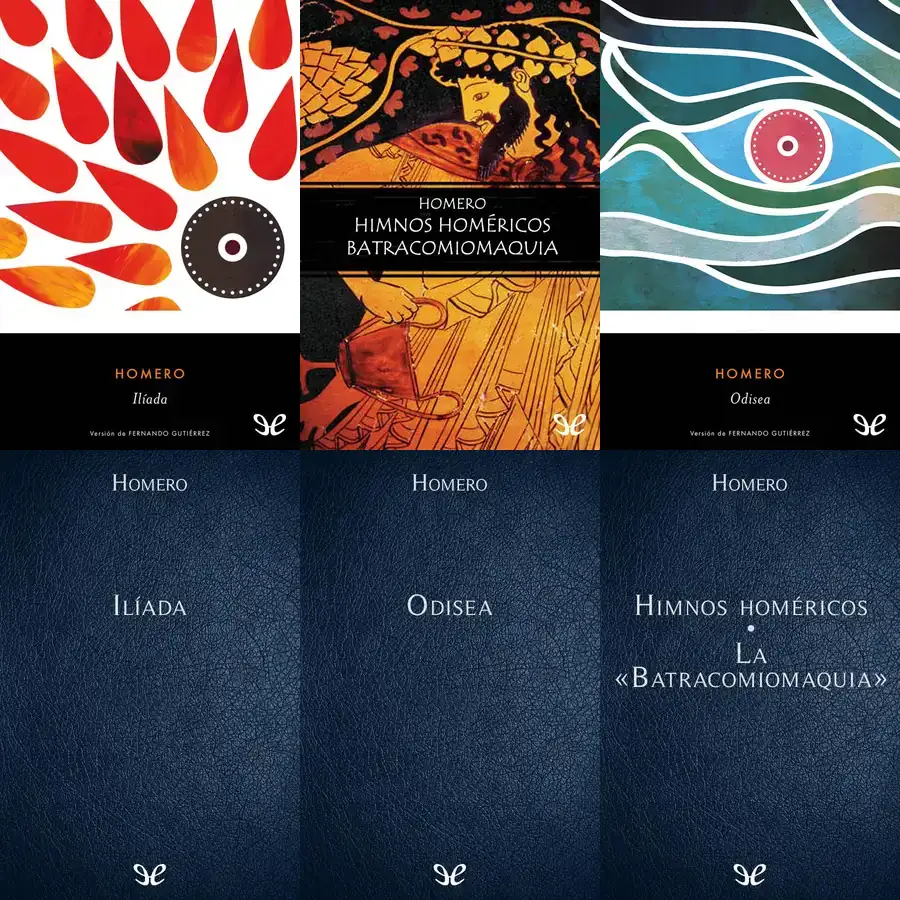 HOMERO
Ilíada
Versión de FERNANDO GUTIÉRREZ
HOMERO
HIMNOS HOMÉRICOS
BATRACOMIOMAQUIA
HOMERO
Odisea
Versión de FERNANDO GUTIÉRREZ
HOMERO
ILÍADA
HOMERO
ODISEA
HOMERO
HIMNOS HOMÉRICOS
•
LA
«BATRACOMIOMAQUIA»